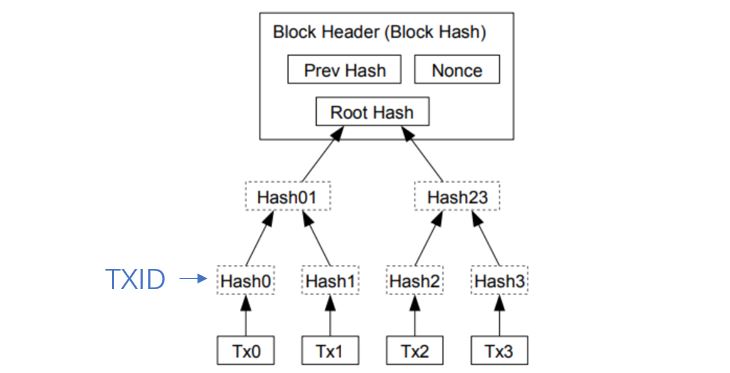 Block Header (Block Hash)
Prev Hash
Nonce
Root Hash
Hash01
Hash23
TXID
Hash0
Hash1
Hash2
Hash3
Tx0
Tx1
Tx2
Tx3